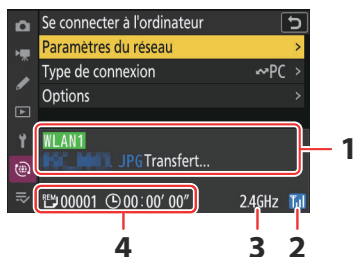 Se connecter à l'ordinateur
Paramètres du réseau
Type de connexion PC
Options
WLAN1
JPG Transfert...
REM 00001 00:00′ 00″ 2.4GHz
1
4 3 2